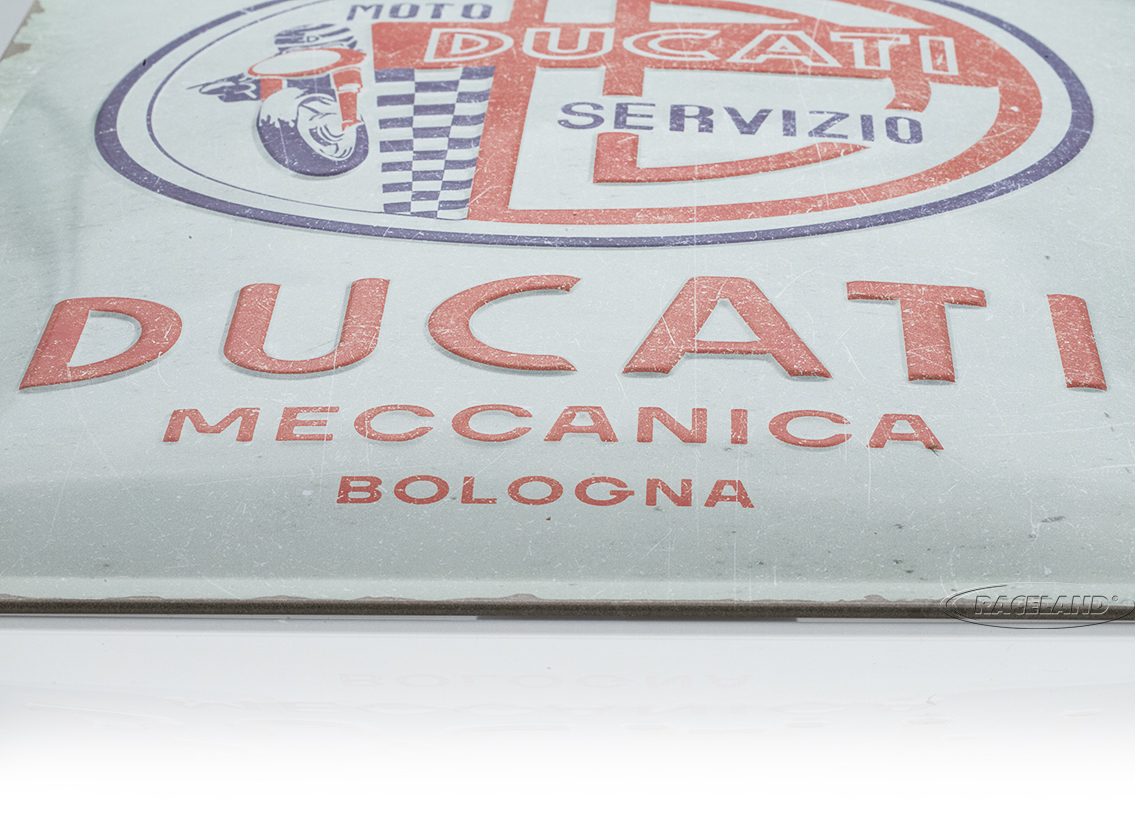 MOTO
DUCATI
SERVIZIO
DUCATI
MECCANICA
BOLOGNA
RACELAND®